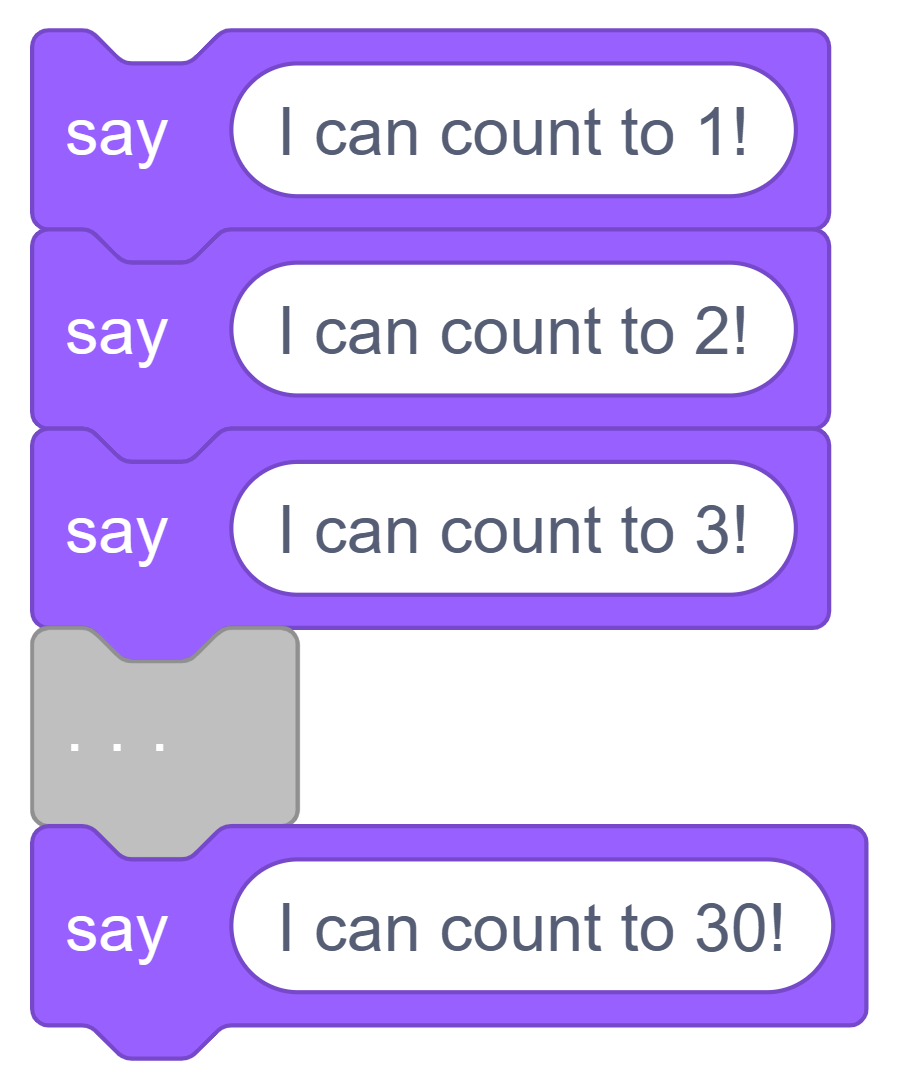 say I can count to 1!
say I can count to 2!
say I can count to 3!
. . .
say I can count to 30!